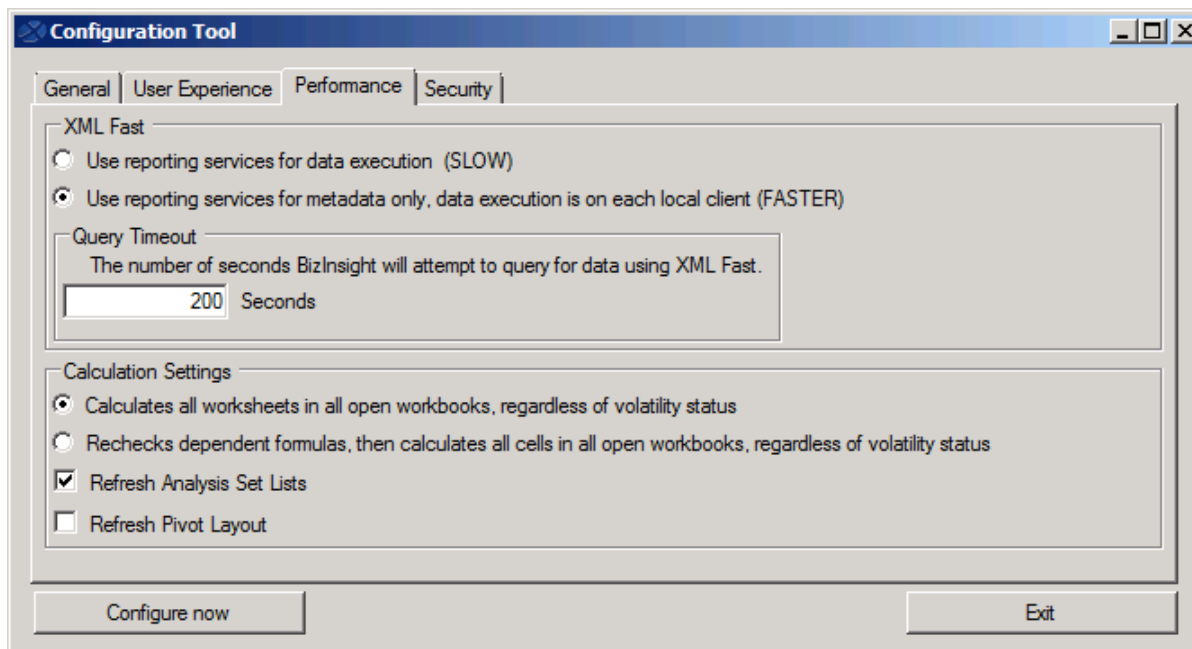 Configuration Tool
General User Experience Performance Security
XML Fast
Use reporting services for data execution (SLOW)
Use reporting services for metadata only, data execution is on each local client (FASTER)
Query Timeout
The number of seconds BizInsight will attempt to query for data using XML Fast.
200 Seconds
Calculation Settings
Calculates all worksheets in all open workbooks, regardless of volatility status
Rechecks dependent formulas, then calculates all cells in all open workbooks, regardless of volatility status
Refresh Analysis Set Lists
Refresh Pivot Layout
Configure now Exit